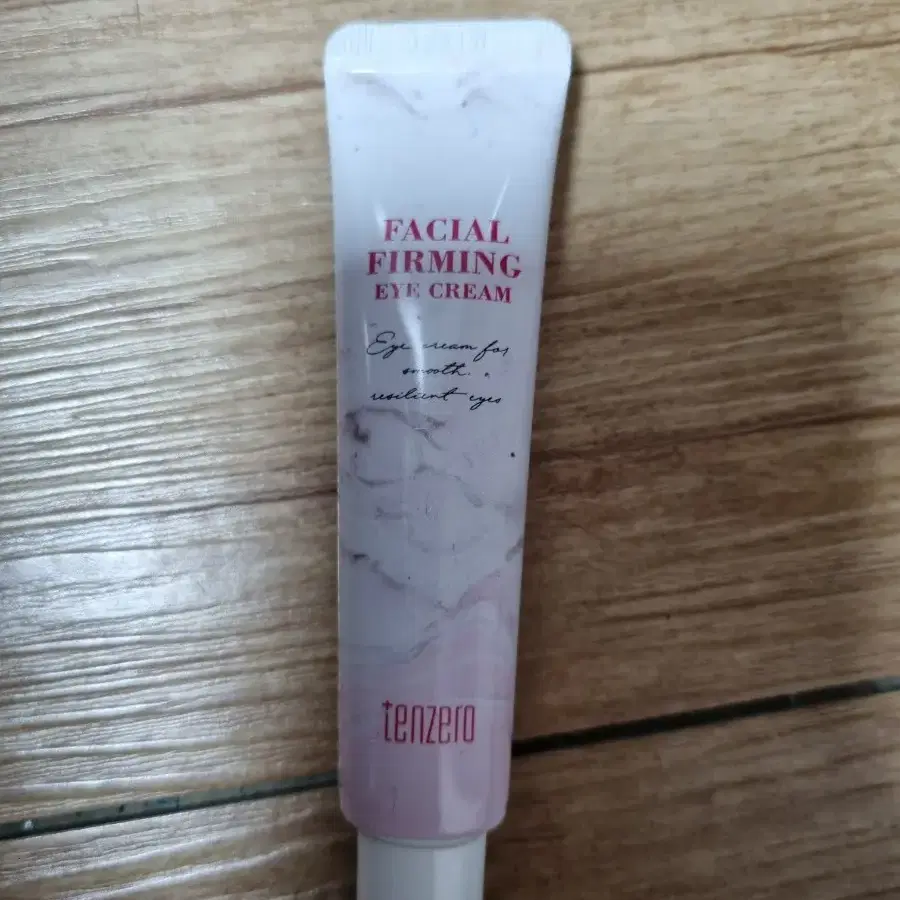 FACIAL
FIRMING
EYE CREAM
Eye cream for
smooth.
resilient eyes
tenzero